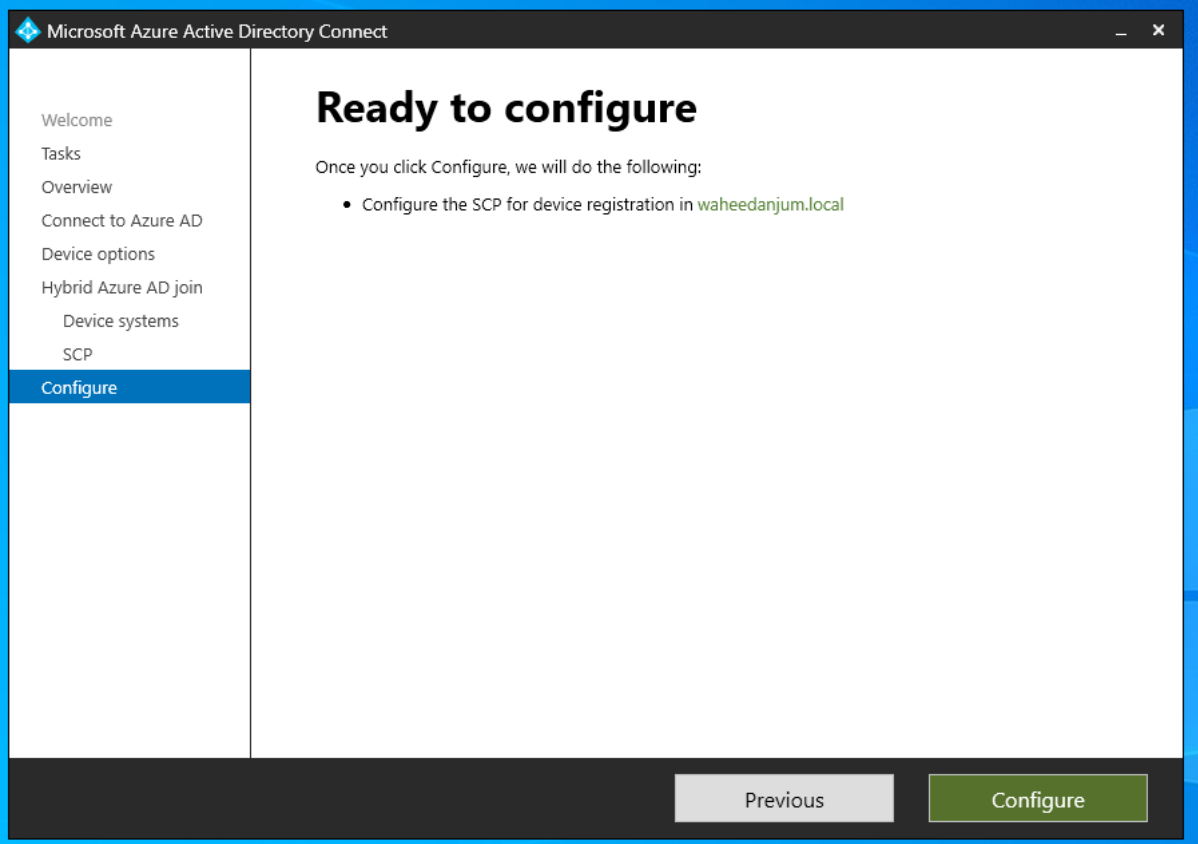 Microsoft Azure Active Directory Connect
Welcome
Tasks
Overview
Connect to Azure AD
Device options
Hybrid Azure AD join
Device systems
SCP
Configure
Ready to configure
Once you click Configure, we will do the following:
• Configure the SCP for device registration in waheedanjum.local
Previous
Configure